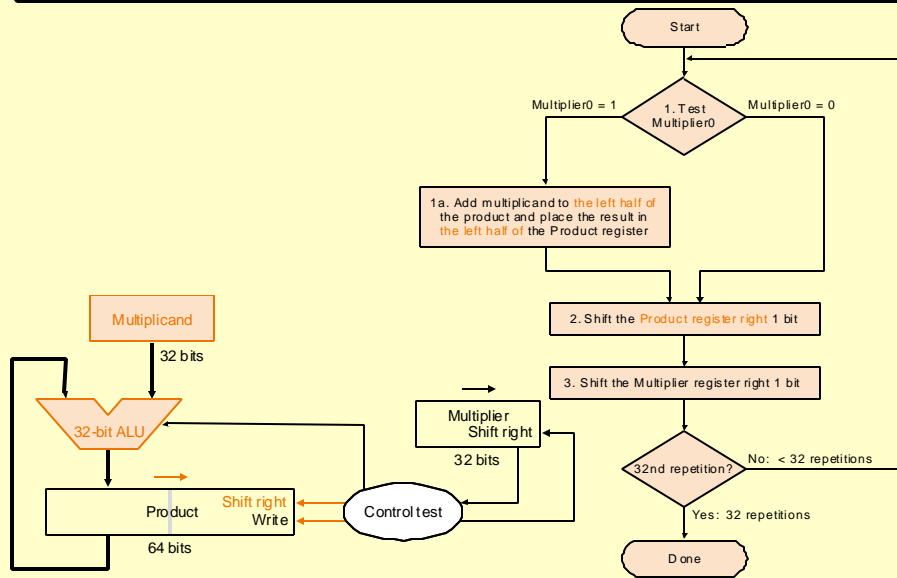 Start
Multiplier0 = 1
1. Test
Multiplier0
Multiplier0 = 0
1a. Add multiplicand to the left half of
the product and place the result in
the left half of the Product register
2. Shift the Product register right 1 bit
3. Shift the Multiplier register right 1 bit
32nd repetition?
No: < 32 repetitions
Yes: 32 repetitions
Done
Multiplicand
32 bits
32-bit ALU
Multiplier
Shift right
32 bits
Product
Shift right
Write
64 bits
Control test